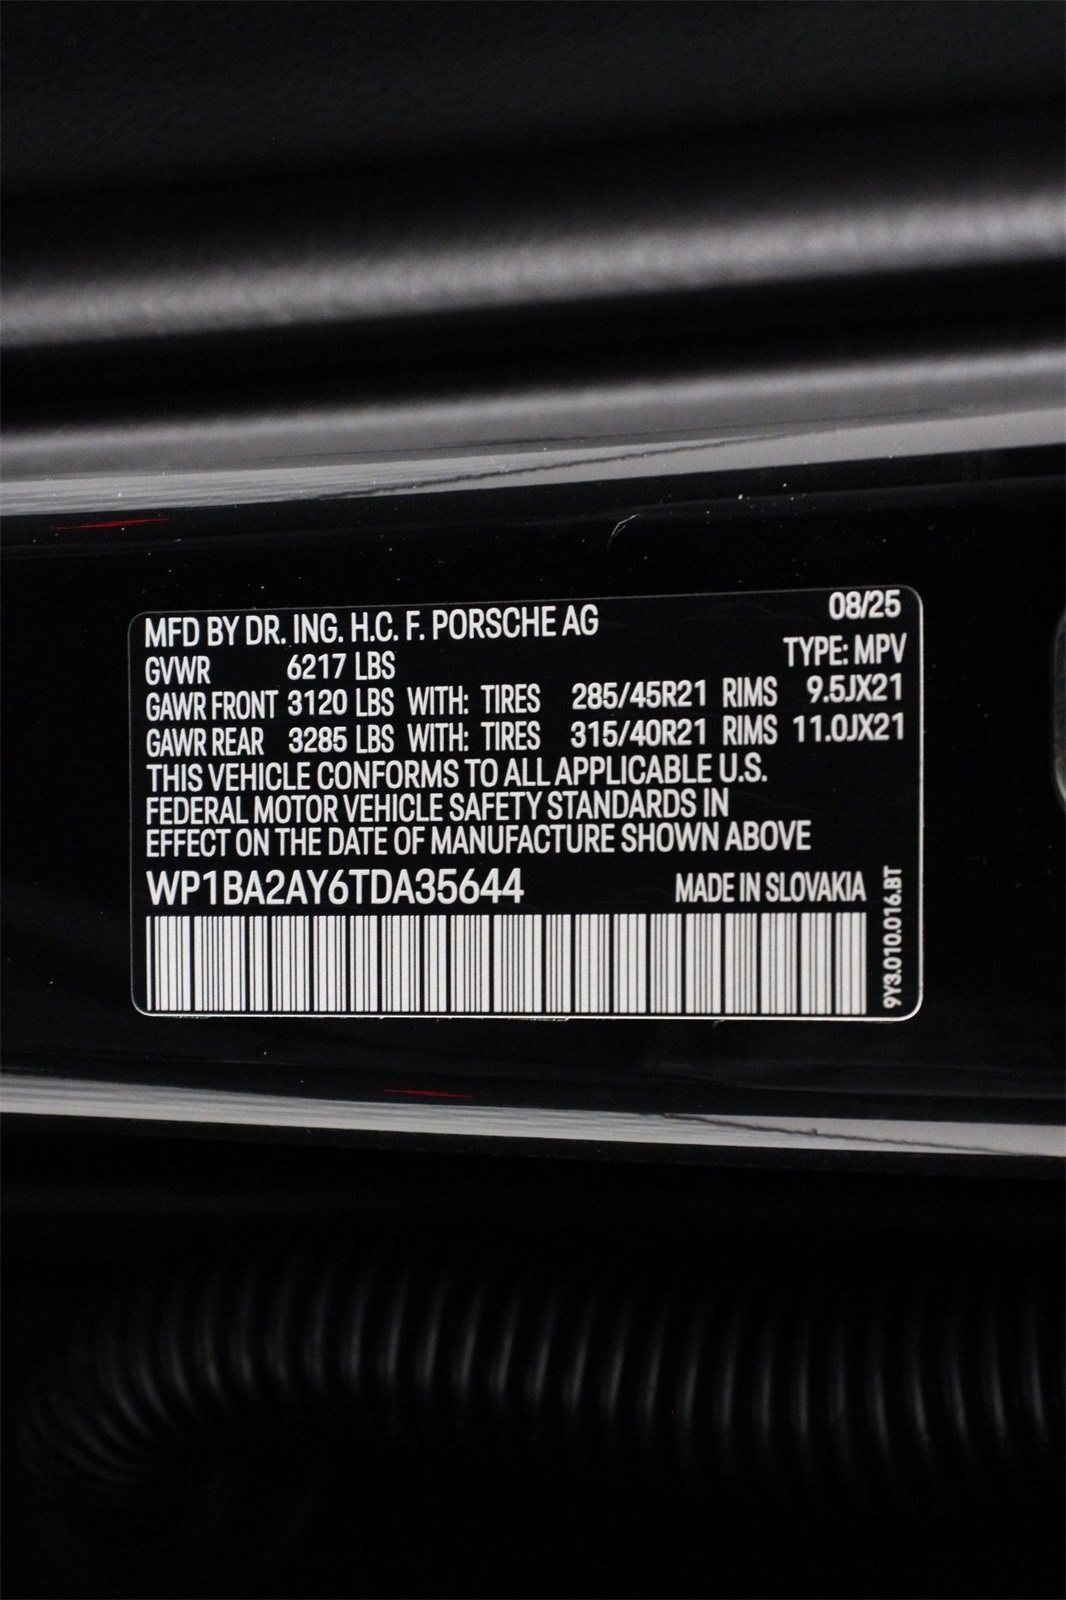 MFD BY DR. ING. H.C. F. PORSCHE AG 08/25
GVWR 6217 LBS TYPE: MPV
GAWR FRONT 3120 LBS WITH: TIRES 285/45R21 RIMS 9.5JX21
GAWR REAR 3285 LBS WITH: TIRES 315/40R21 RIMS 11.0JX21
THIS VEHICLE CONFORMS TO ALL APPLICABLE U.S.
FEDERAL MOTOR VEHICLE SAFETY STANDARDS IN
EFFECT ON THE DATE OF MANUFACTURE SHOWN ABOVE
WP1BA2AY6TDA35644 MADE IN SLOVAKIA
9Y3.010.016.BT